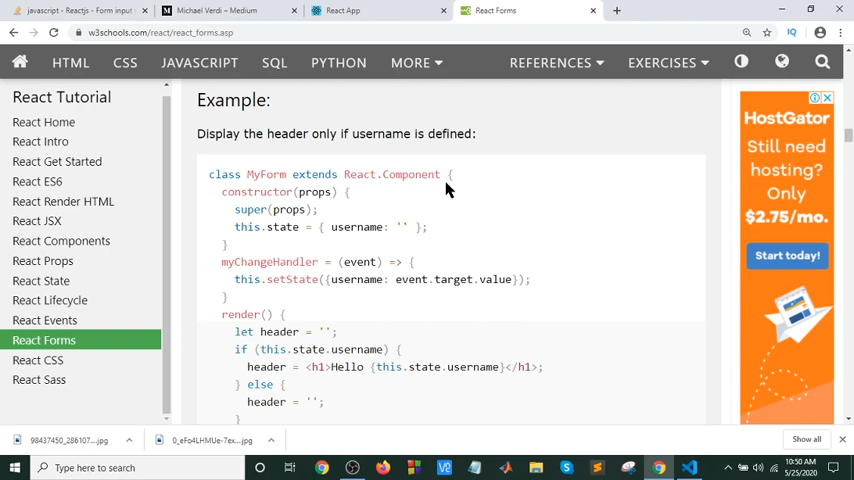 javascript - Reactjs - Form input
Michael Verdi – Medium
React App
React Forms
w3schools.com/react/react_forms.asp
IQ
HTML
CSS
JAVASCRIPT
SQL
PYTHON
MORE
REFERENCES
EXERCISES
React Tutorial
React Home
React Intro
React Get Started
React ES6
React Render HTML
React JSX
React Components
React Props
React State
React Lifecycle
React Events
React Forms
React CSS
React Sass
Example:
Display the header only if username is defined:
class MyForm extends React.Component {
constructor(props) {
super(props);
this.state = { username: '' };
}
myChangeHandler = (event) => {
this.setState({username: event.target.value});
}
render() {
let header = '';
if (this.state.username) {
header = <h1>Hello {this.state.username}</h1>;
} else {
header = '';
}
HostGator
Still need
hosting?
Only
$2.75/mo.
Start today!
98437450_286107....jpg
0_eFo4LHMUe-7ex....jpg
Show all
Type here to search
10:50 AM
5/25/2020